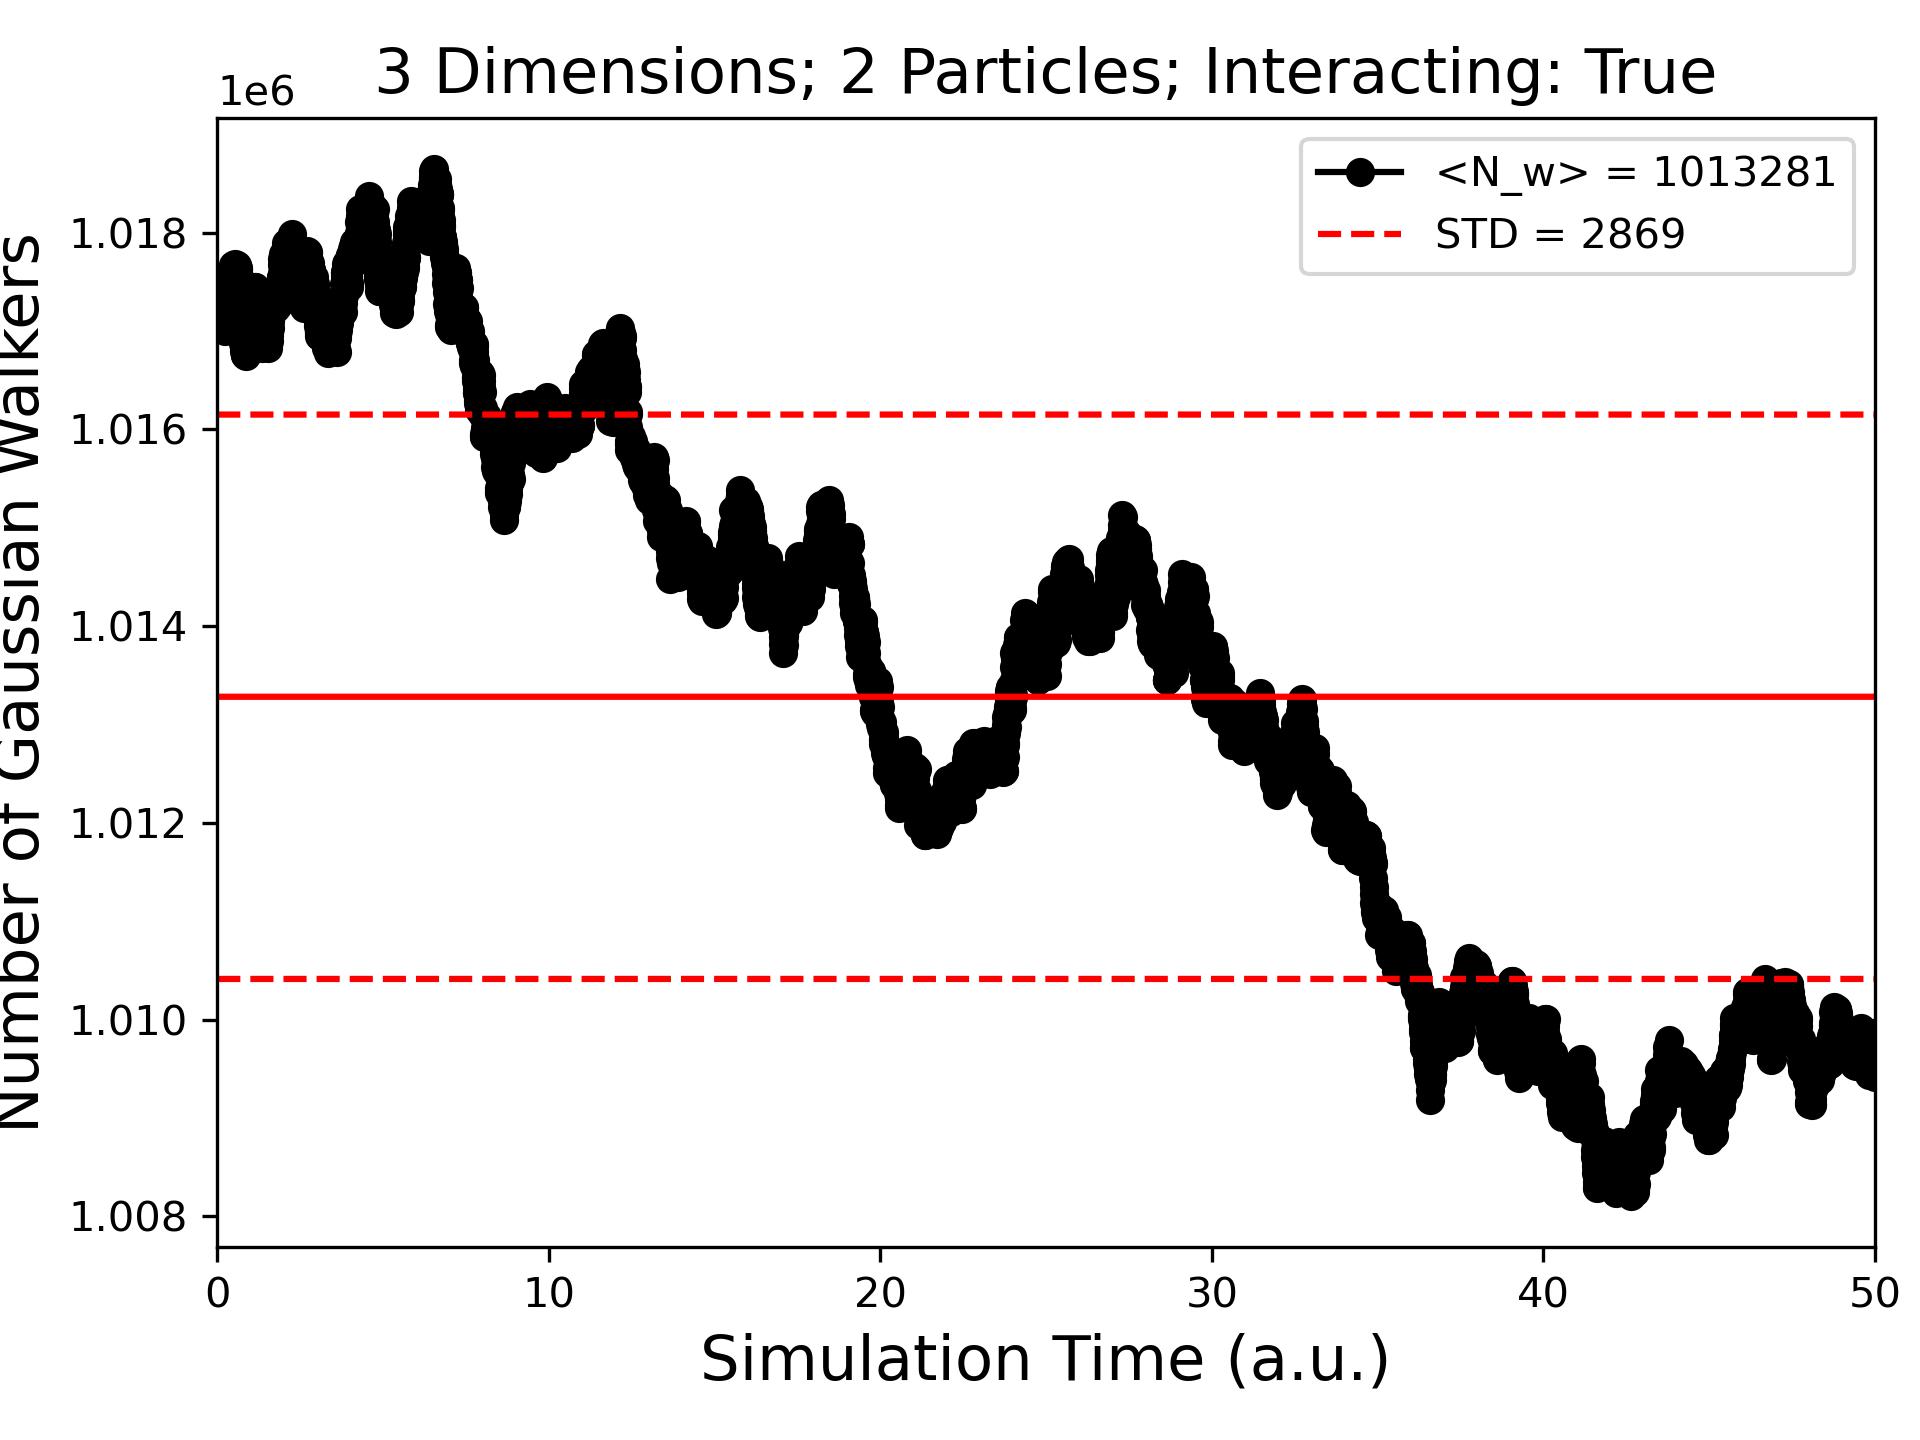 3 Dimensions; 2 Particles; Interacting: True
1e6
<N_w> = 1013281
STD = 2869
Number of Gaussian Walkers
1.018
1.016
1.014
1.012
1.010
1.008
0 10 20 30 40 50
Simulation Time (a.u.)